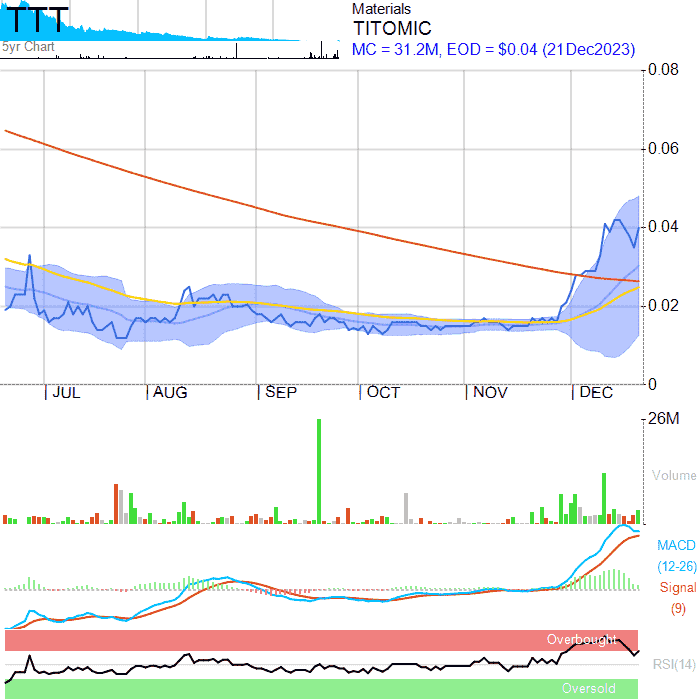 TTT
5yr Chart
Materials
TITOMIC
MC = 31.2M, EOD = $0.04 (21Dec2023)
0.08
0.06
0.04
0.02
0
JUL AUG SEP OCT NOV DEC
26M
Volume
MACD
(12-26)
Signal
(9)
Overbought
RSI(14)
Oversold